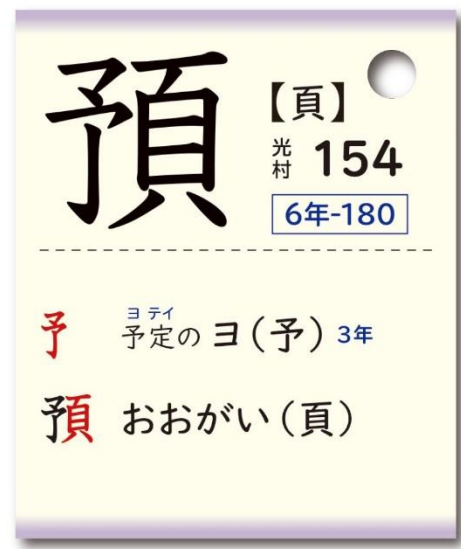 預
【頁】
光村 154
6年-180
ヨテイ
予 予定の ヨ(予) 3年
預 おおがい(頁)